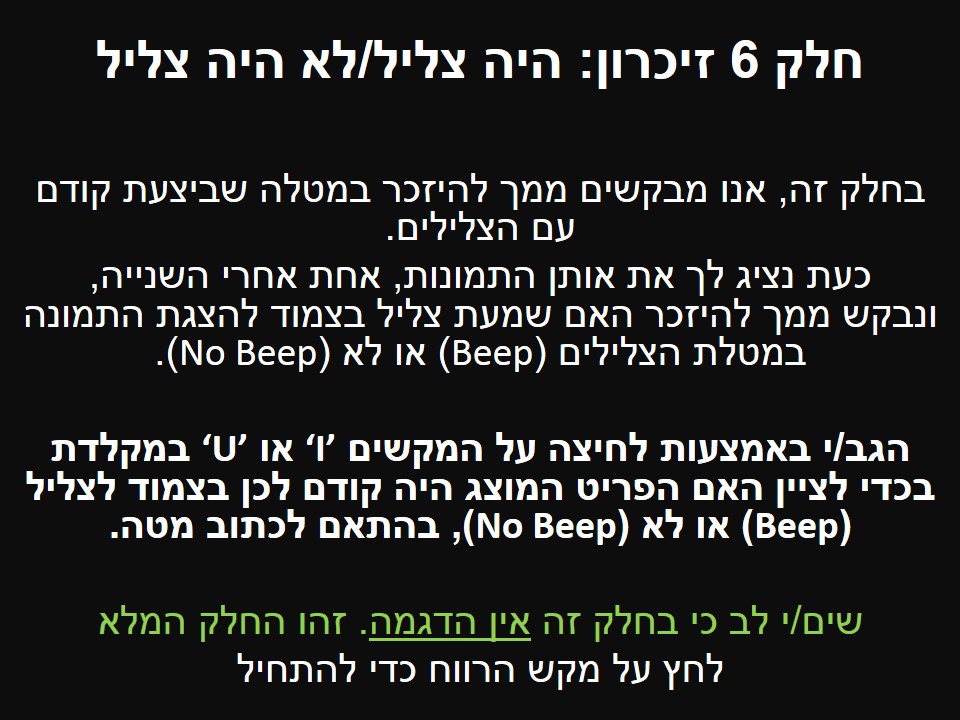 חלק 6 זיכרון: היה צליל/לא היה צליל
בחלק זה, אנו מבקשים ממך להיזכר במטלה שביצעת קודם
עם הצלילים.
כעת נציג לך את אותן התמונות, אחת אחרי השנייה,
ונבקש ממך להיזכר האם שמעת צליל בצמוד להצגת התמונה
במטלת הצלילים (Beep) או לא (No Beep).
הגב/י באמצעות לחיצה על המקשים ’I‘ או ’U‘ במקלדת
בכדי לציין האם הפריט המוצג היה קודם לכן בצמוד לצליל
(Beep) או לא (No Beep), בהתאם לכתוב מטה.
שים/י לב כי בחלק זה אין הדגמה. זהו החלק המלא
לחץ על מקש הרווח כדי להתחיל